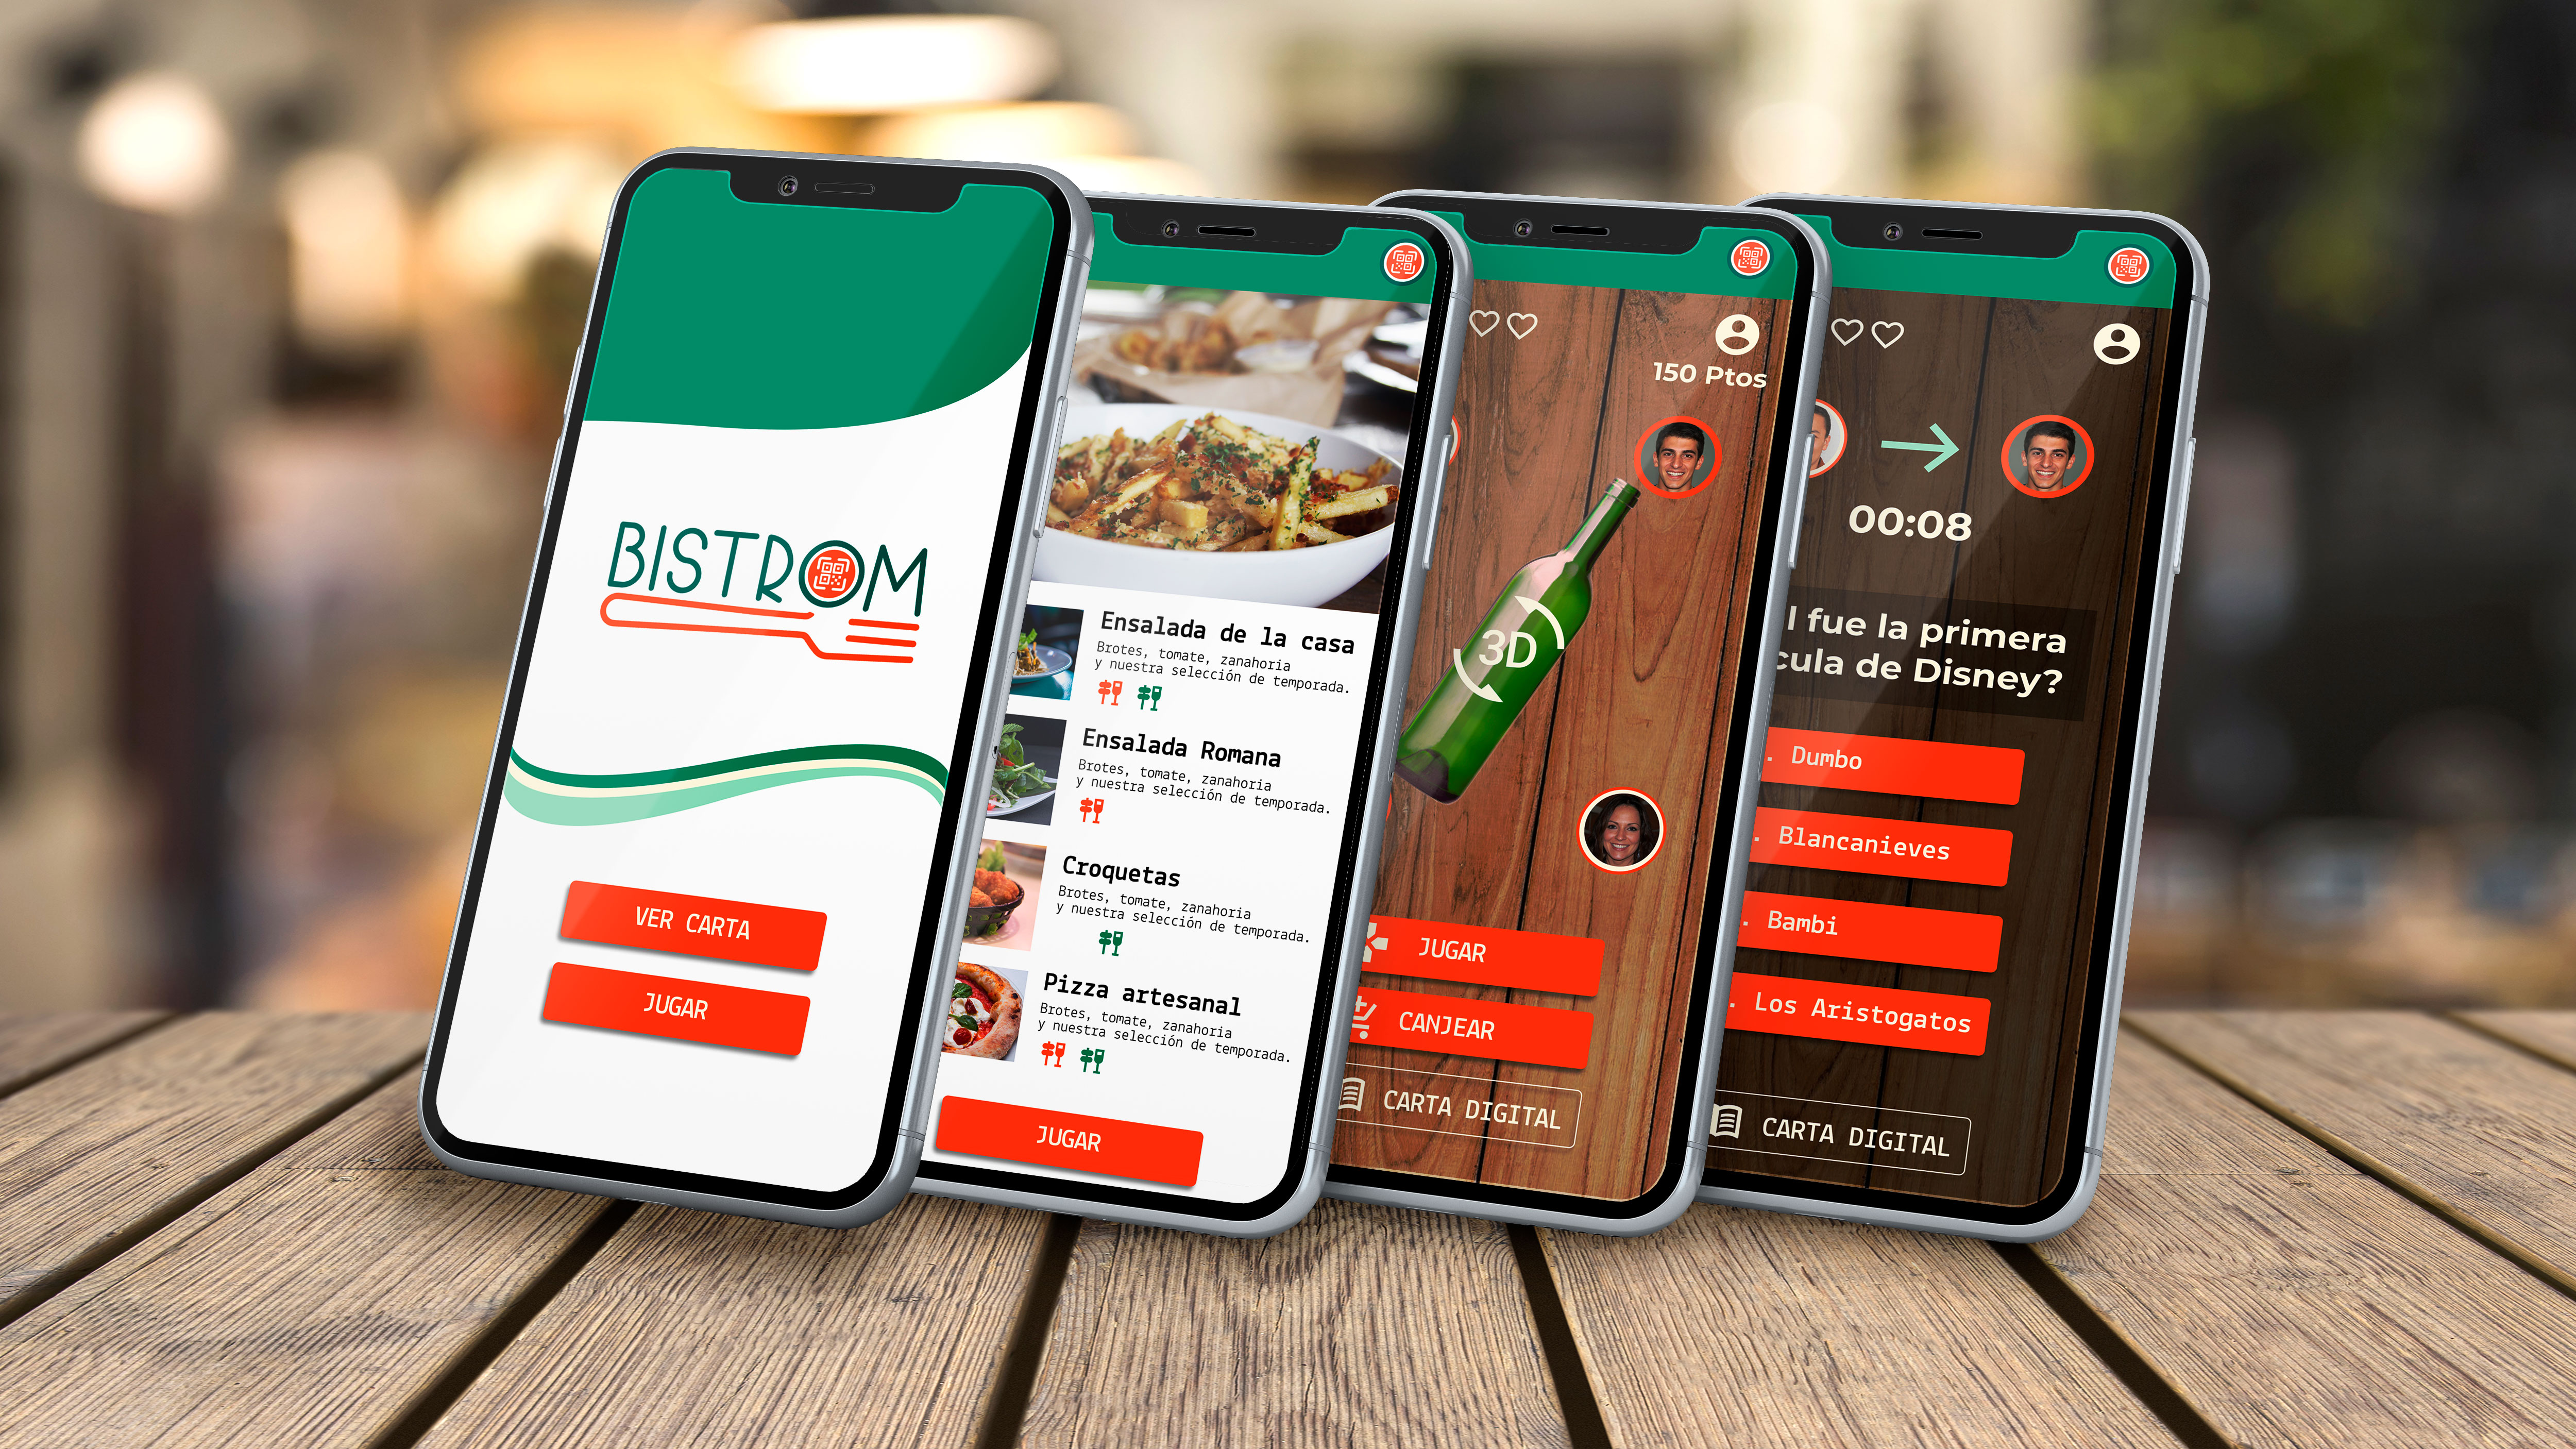 BISTROM
VER CARTA
JUGAR
Ensalada de la casa
Brotes, tomate, zanahoria
y nuestra selección de temporada.
Ensalada Romana
Brotes, tomate, zanahoria
y nuestra selección de temporada.
Croquetas
Brotes, tomate, zanahoria
y nuestra selección de temporada.
Pizza artesanal
Brotes, tomate, zanahoria
y nuestra selección de temporada.
JUGAR
150 Ptos
3D
JUGAR
CANJEAR
CARTA DIGITAL
00:08
l fue la primera
cula de Disney?
. Dumbo
. Blancanieves
. Bambi
. Los Aristogatos
CARTA DIGITAL